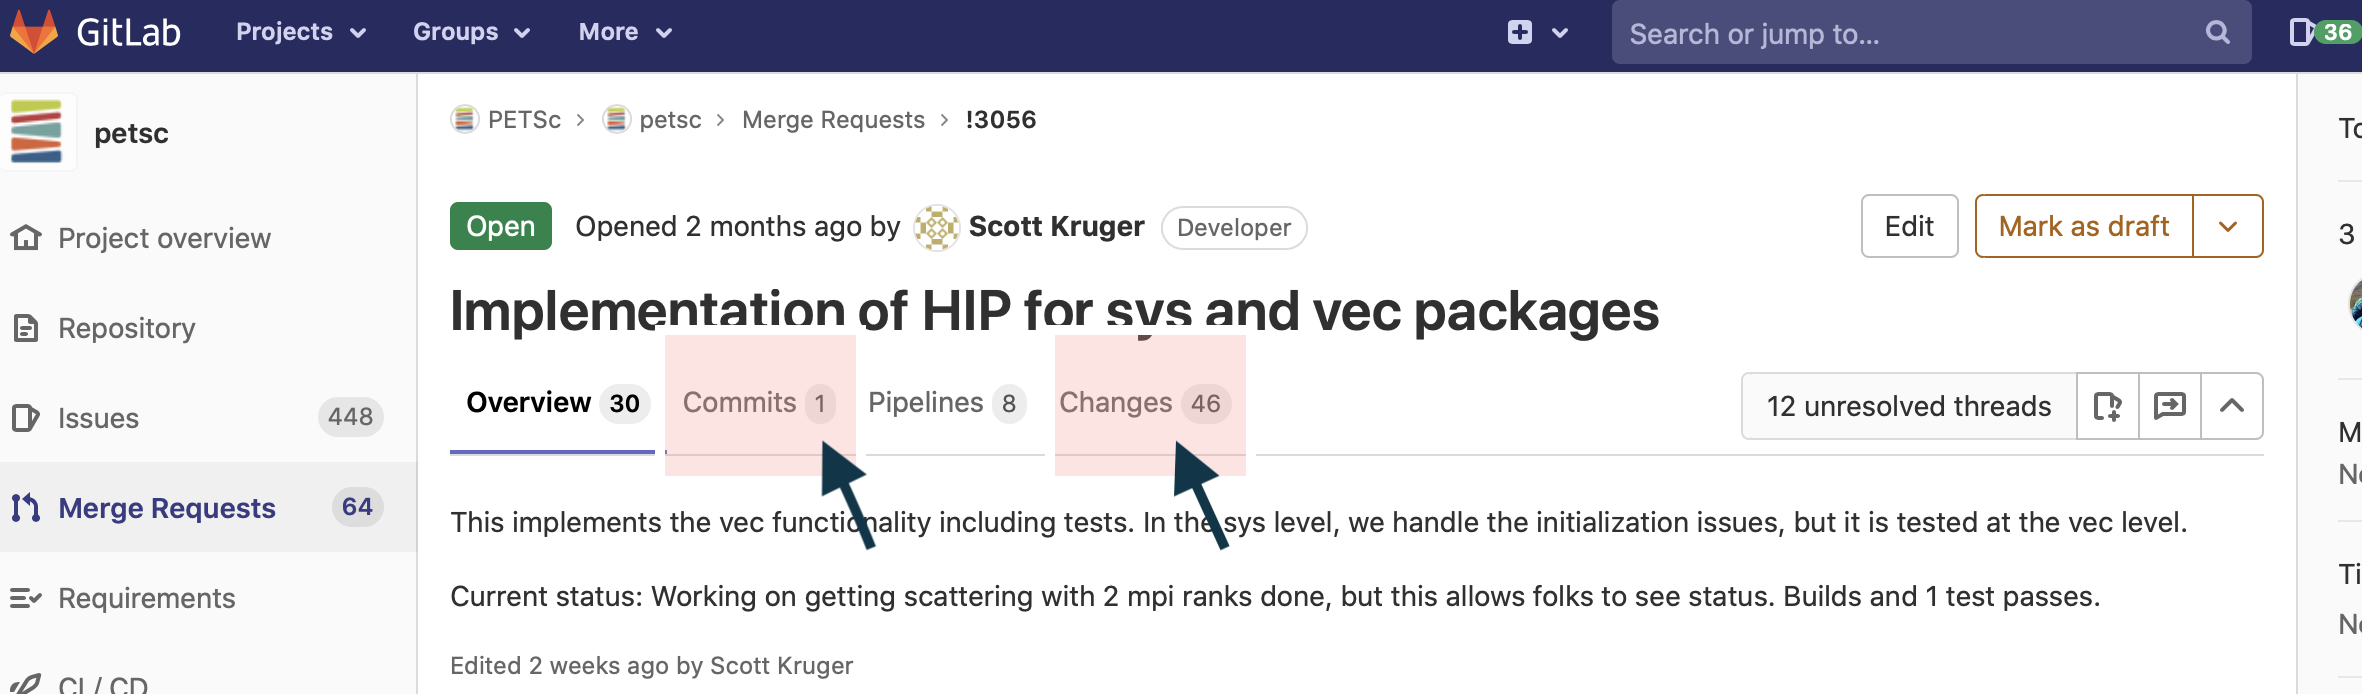 GitLab Projects Groups More Search or jump to... 36
petsc
Project overview
Repository
Issues 448
Merge Requests 64
Requirements
CI / CD
PETSc > petsc > Merge Requests > !3056
Open Opened 2 months ago by Scott Kruger Developer Edit Mark as draft
Implementation of HIP for sys and vec packages
Overview 30 Commits 1 Pipelines 8 Changes 46 12 unresolved threads
This implements the vec functionality including tests. In the sys level, we handle the initialization issues, but it is tested at the vec level.
Current status: Working on getting scattering with 2 mpi ranks done, but this allows folks to see status. Builds and 1 test passes.
Edited 2 weeks ago by Scott Kruger
3